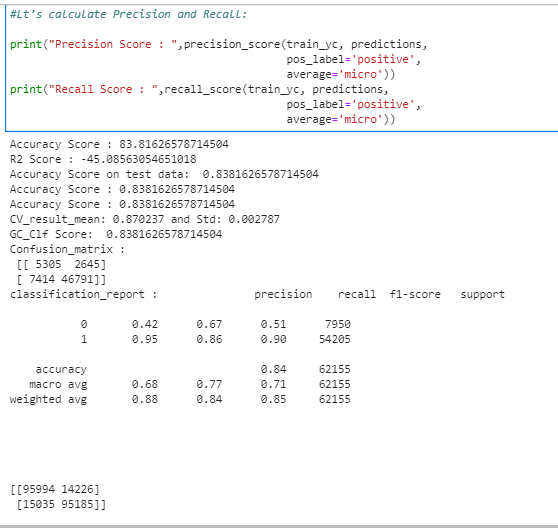 #Lt's calculate Precision and Recall:
print("Precision Score : ",precision_score(train_yc, predictions,
pos_label='positive',
average='micro'))
print("Recall Score : ",recall_score(train_yc, predictions,
pos_label='positive',
average='micro'))
Accuracy Score : 83.81626578714504
R2 Score : -45.08563054651018
Accuracy Score on test data:  0.8381626578714504
Accuracy Score : 0.8381626578714504
Accuracy Score : 0.8381626578714504
CV_result_mean: 0.870237 and Std: 0.002787
GC_Clf Score:  0.8381626578714504
Confusion_matrix :
[[ 5305  2645]
[ 7414 46791]]
classification_report :               precision    recall  f1-score   support
0       0.42      0.67      0.51      7950
1       0.95      0.86      0.90     54205
accuracy                           0.84     62155
macro avg       0.68      0.77      0.71     62155
weighted avg       0.88      0.84      0.85     62155
[[95994 14226]
[15035 95185]]